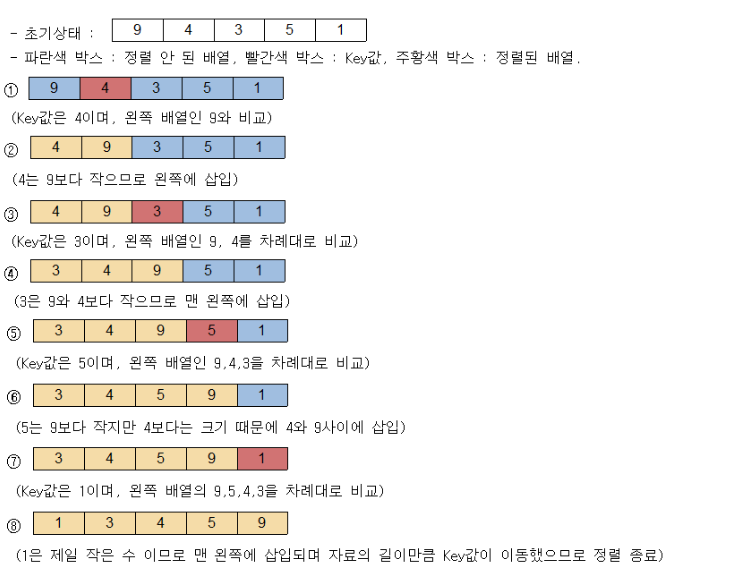 - 초기상태 : 9 4 3 5 1
- 파란색 박스 : 정렬 안 된 배열, 빨간색 박스 : Key값, 주황색 박스 : 정렬된 배열.
① 9 4 3 5 1
(Key값은 4이며, 왼쪽 배열인 9와 비교)
② 4 9 3 5 1
(4는 9보다 작으므로 왼쪽에 삽입)
③ 4 9 3 5 1
(Key값은 3이며, 왼쪽 배열인 9, 4를 차례대로 비교)
④ 3 4 9 5 1
(3은 9와 4보다 작으므로 맨 왼쪽에 삽입)
⑤ 3 4 9 5 1
(Key값은 5이며, 왼쪽 배열인 9,4,3을 차례대로 비교)
⑥ 3 4 5 9 1
(5는 9보다 작지만 4보다는 크기 때문에 4와 9사이에 삽입)
⑦ 3 4 5 9 1
(Key값은 1이며, 왼쪽 배열의 9,5,4,3을 차례대로 비교)
⑧ 1 3 4 5 9
(1은 제일 작은 수 이므로 맨 왼쪽에 삽입되며 자료의 길이만큼 Key값이 이동했으므로 정렬 종료)